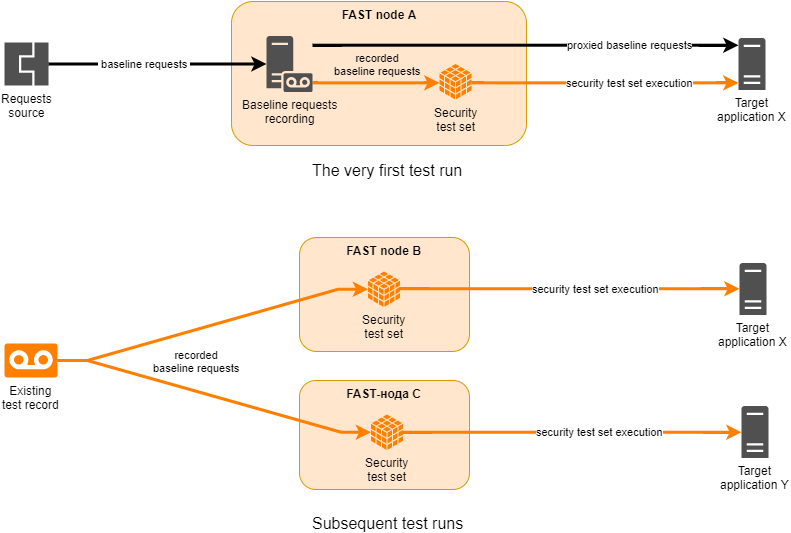 FAST node A
recorded
baseline requests
proxied baseline requests
baseline requests
security test set execution
Requests
source
Baseline requests
recording
Security
test set
Target
application X
The very first test run
FAST node B
security test set execution
Security
test set
Target
application X
recorded
baseline requests
Existing
test record
FAST-нода C
security test set execution
Security
test set
Target
application Y
Subsequent test runs